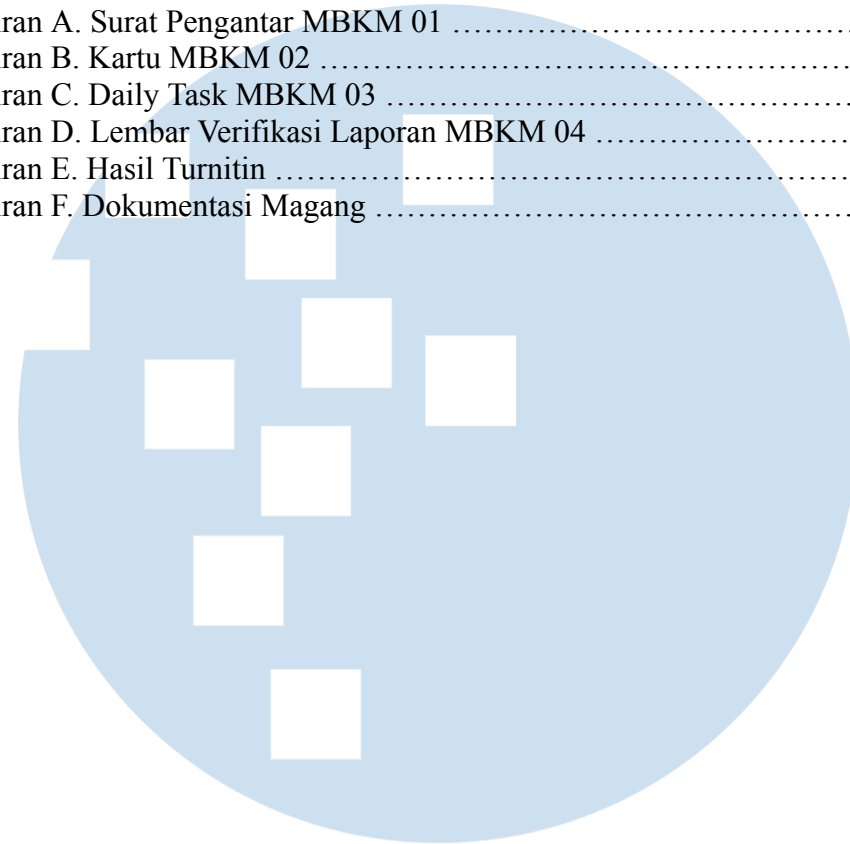 ran A. Surat Pengantar MBKM 01 ......................................................
ran B. Kartu MBKM 02 ......................................................................
ran C. Daily Task MBKM 03 ..............................................................
ran D. Lembar Verifikasi Laporan MBKM 04 ..................................
ran E. Hasil Turnitin ...........................................................................
ran F. Dokumentasi Magang ...............................................................